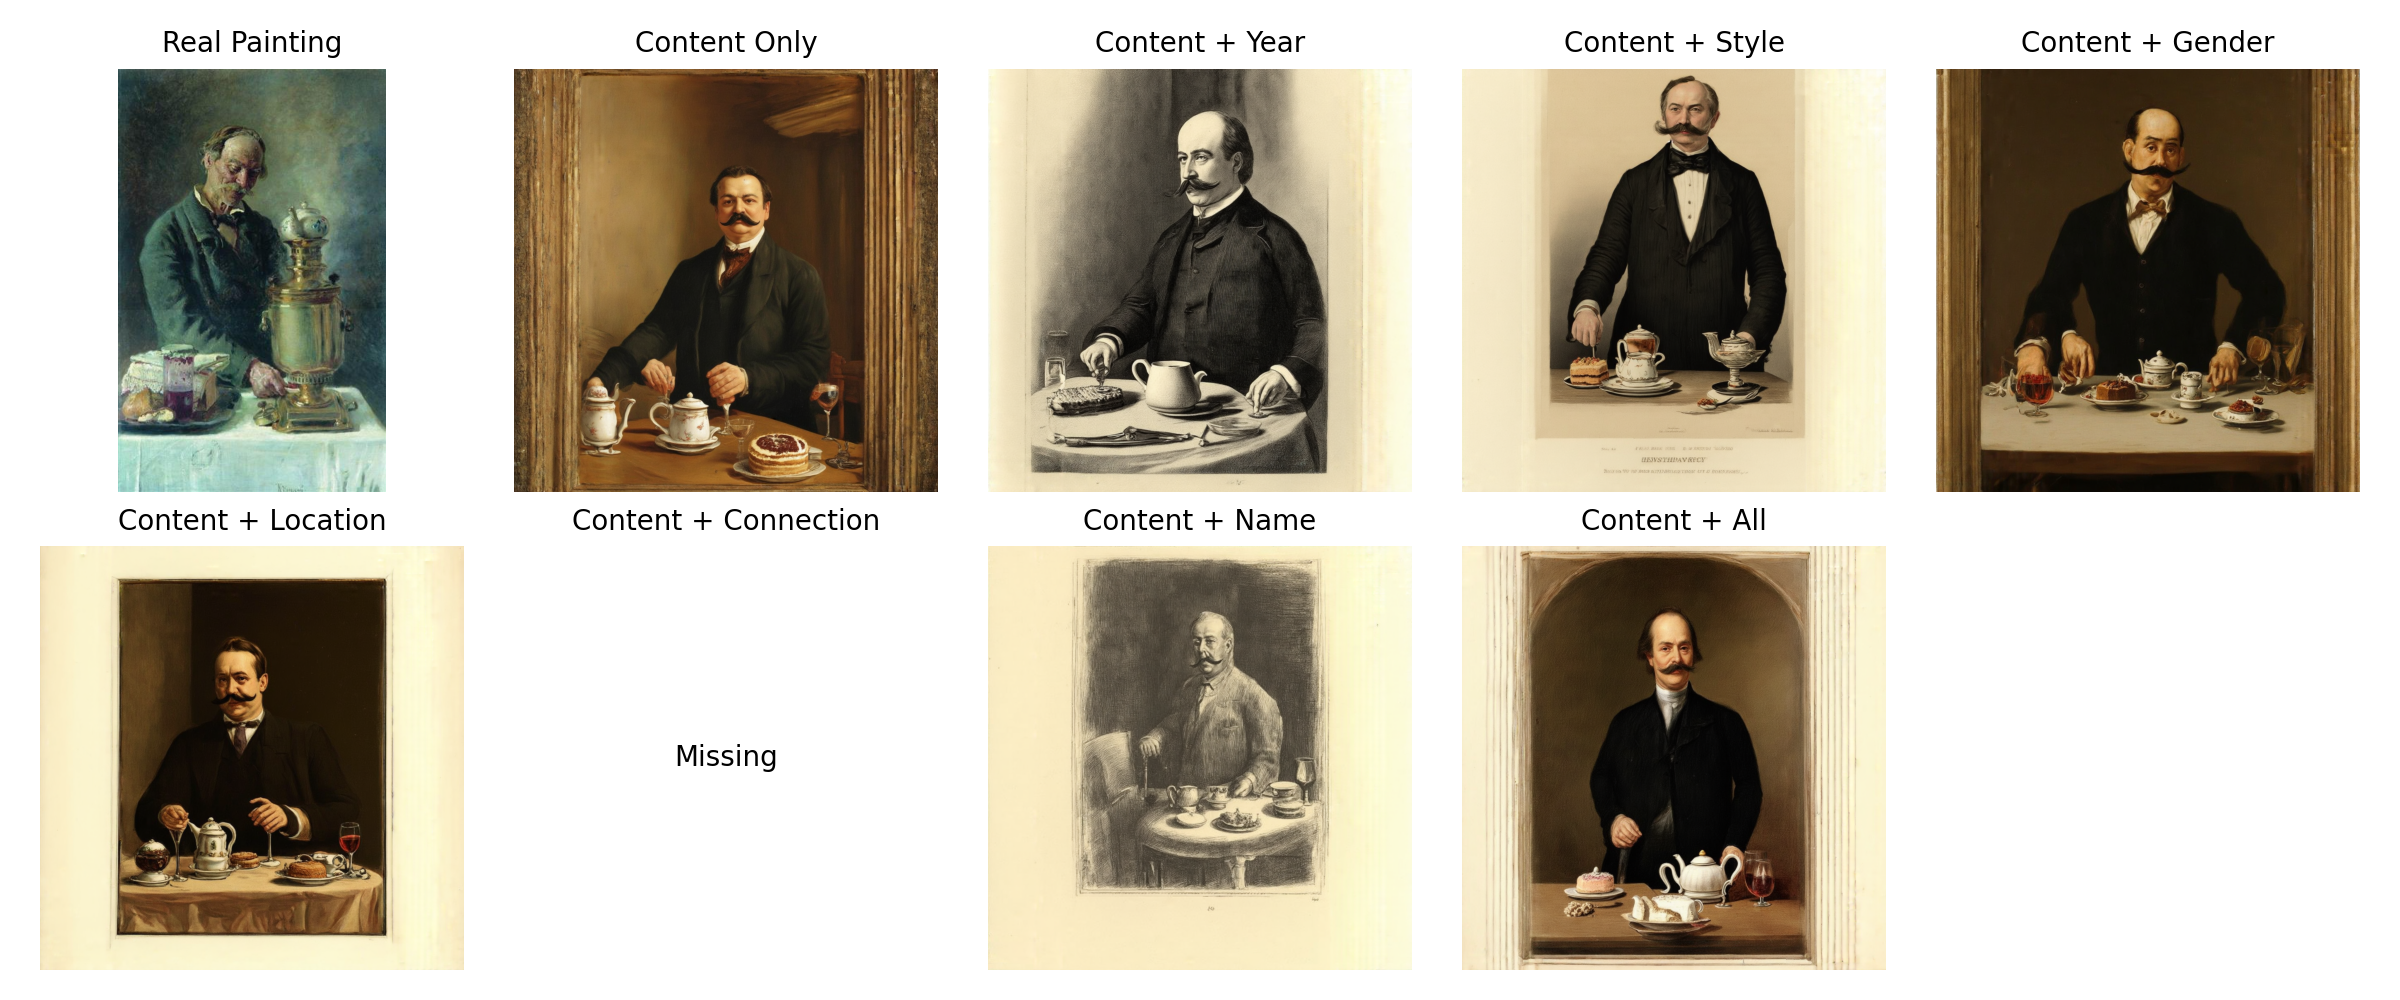 Real Painting
Content Only
Content + Year
Content + Style
Content + Gender
Content + Location
Content + Connection
Content + Name
Content + All
Missing